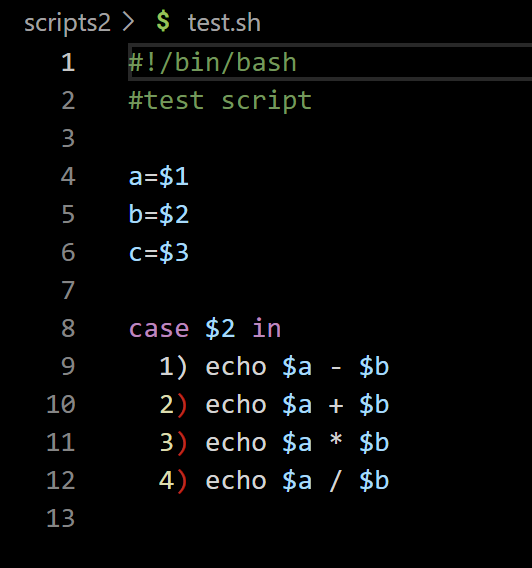 scripts2 > $ test.sh
1 #!/bin/bash
2 #test script
3
4 a=$1
5 b=$2
6 c=$3
7
8 case $2 in
9   1) echo $a - $b
10   2) echo $a + $b
11   3) echo $a * $b
12   4) echo $a / $b
13